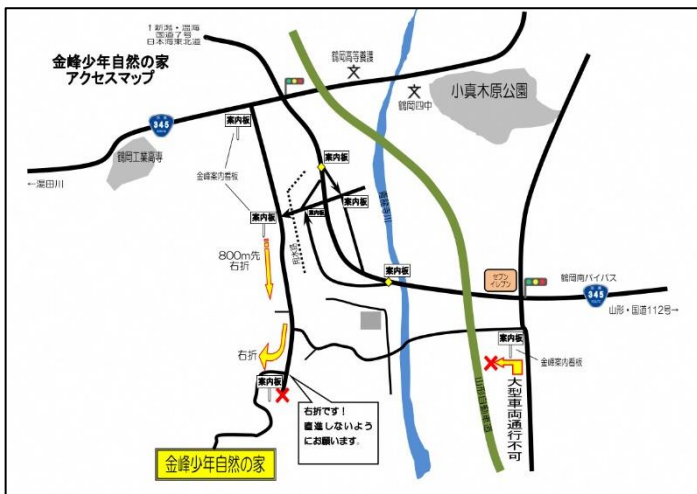 ↑新潟・温海
国道7号
日本海東北道
金峰少年自然の家
アクセスマップ
鶴岡高等養護
鶴岡四中
小真木原公園
345
案内板
鶴岡工業高専
←湯田川
金峰案内看板
案内板
案内板
案内板
案内板
800m先
右折
案内板
セブン
イレブン
鶴岡南バイパス
345
山形・国道112号→
案内板
金峰案内看板
右折
案内板
大型車両通行不可
山形自動車道
右折です!
直進しないよう
にお願います.
金峰少年自然の家